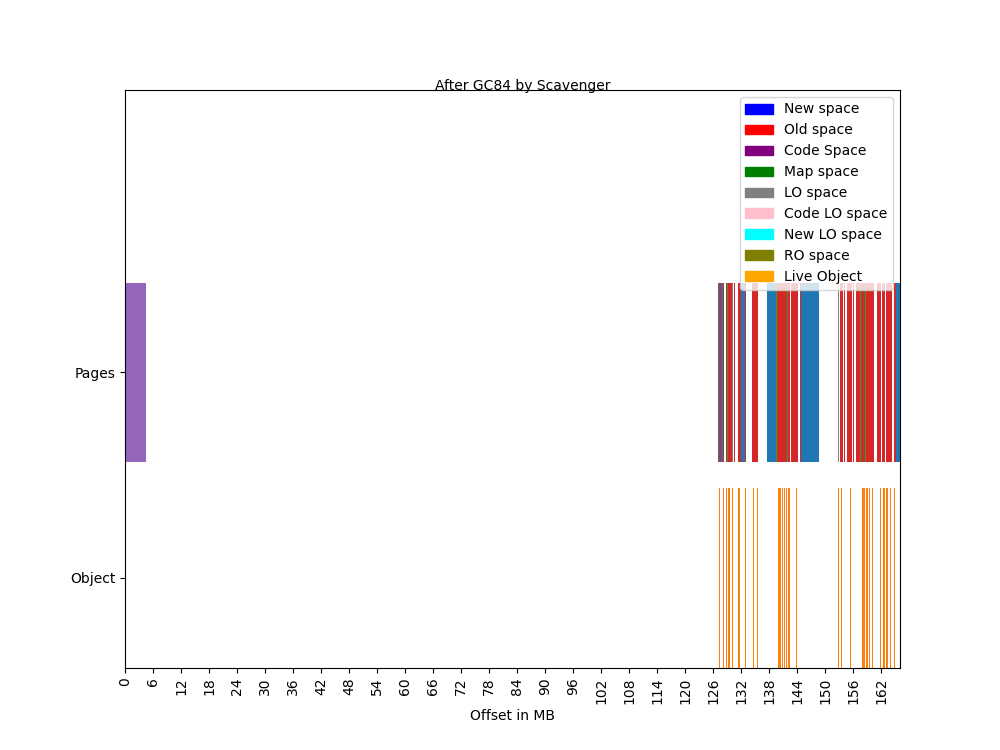 After GC84 by Scavenger
New space
Old space
Code Space
Map space
LO space
Code LO space
New LO space
RO space
Live Object
Pages
Object
0 6 12 18 24 30 36 42 48 54 60 66 72 78 84 90 96 102 108 114 120 126 132 138 144 150 156 162
Offset in MB